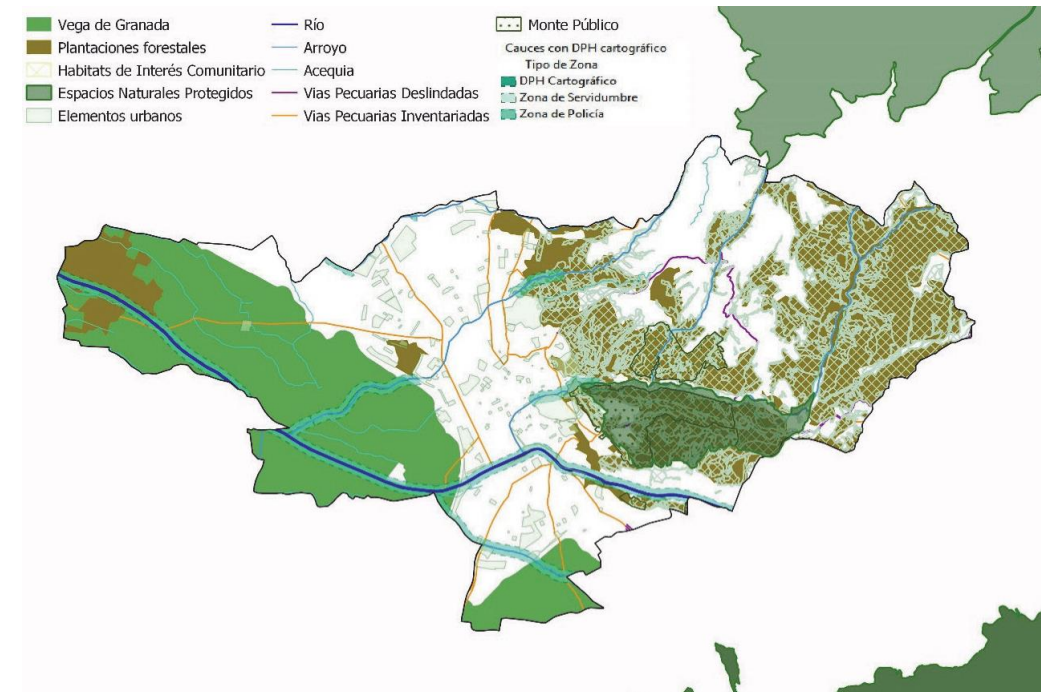 Vega de Granada
Plantaciones forestales
Habitats de Interés Comunitario
Espacios Naturales Protegidos
Elementos urbanos
Río
Arroyo
Acequia
Vias Pecuarias Deslindadas
Vias Pecuarias Inventariadas
Monte Público
Cauces con DPH cartográfico
Tipo de Zona
DPH Cartográfico
Zona de Servidumbre
Zona de Policía